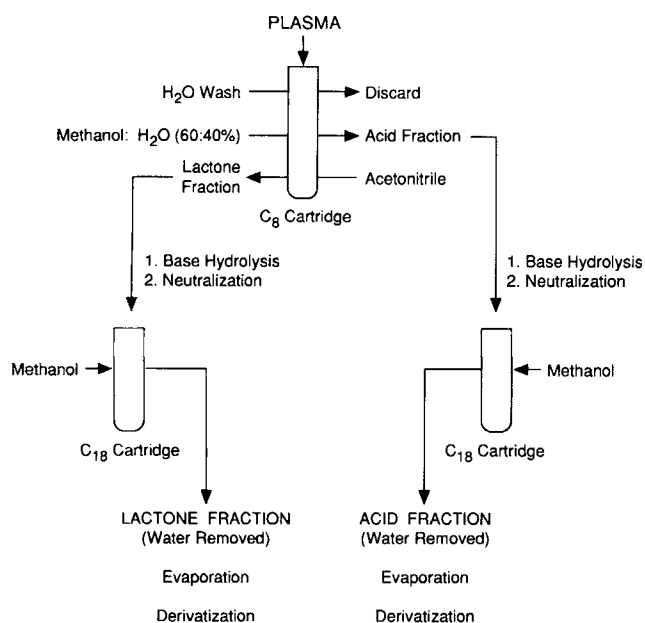 PLASMA
H₂O Wash
Discard
Methanol: H₂O (60:40%)
Acid Fraction
Lactone
Fraction
Acetonitrile
C₈ Cartridge
1. Base Hydrolysis
2. Neutralization
1. Base Hydrolysis
2. Neutralization
Methanol
Methanol
C₁₈ Cartridge
C₁₈ Cartridge
LACTONE FRACTION
(Water Removed)
ACID FRACTION
(Water Removed)
Evaporation
Evaporation
Derivatization
Derivatization